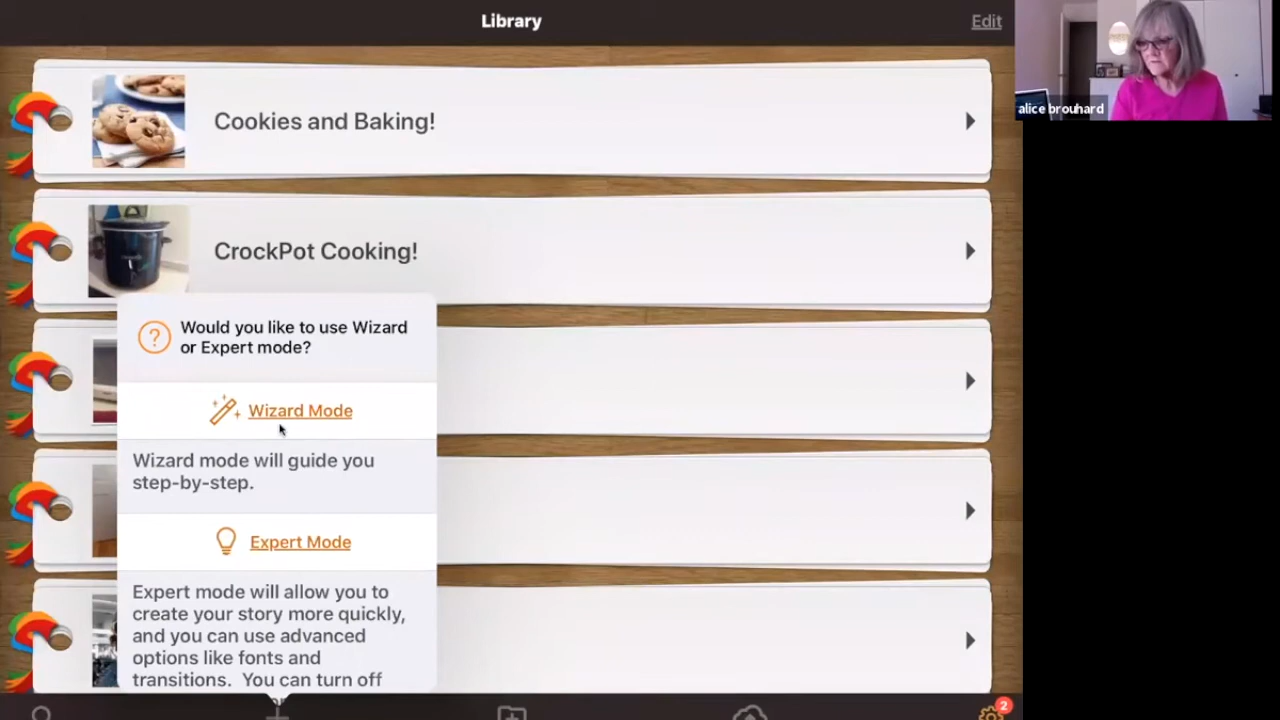 Library
Edit
alice brouhard
Cookies and Baking!
CrockPot Cooking!
?
Would you like to use Wizard
or Expert mode?
Wizard Mode
Wizard mode will guide you
step-by-step.
Expert Mode
Expert mode will allow you to
create your story more quickly,
and you can use advanced
options like fonts and
transitions. You can turn off
2